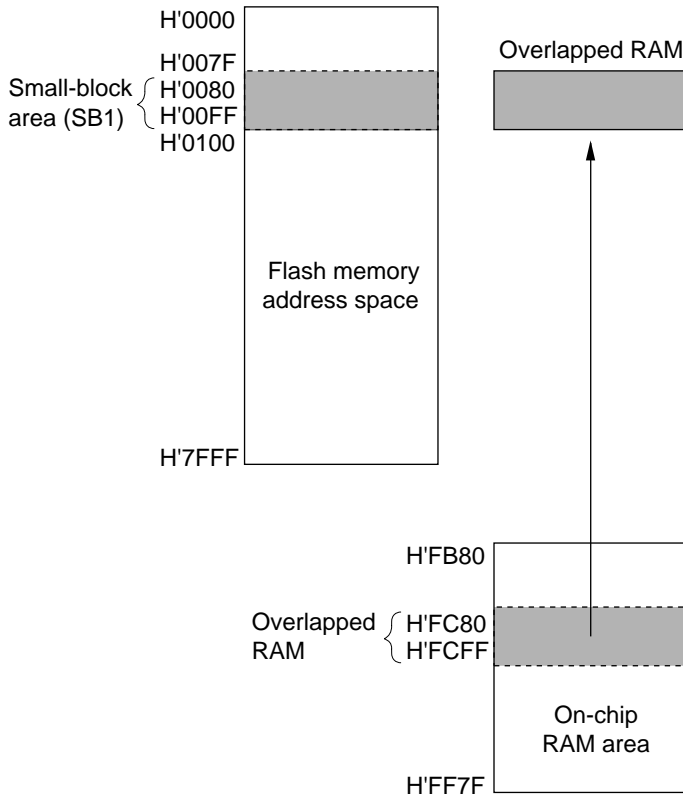 H'0000
H'007F
Small-block
area (SB1)
H'0080
H'00FF
H'0100
Overlapped RAM
Flash memory
address space
H'7FFF
H'FB80
Overlapped
RAM
H'FC80
H'FCFF
On-chip
RAM area
H'FF7F